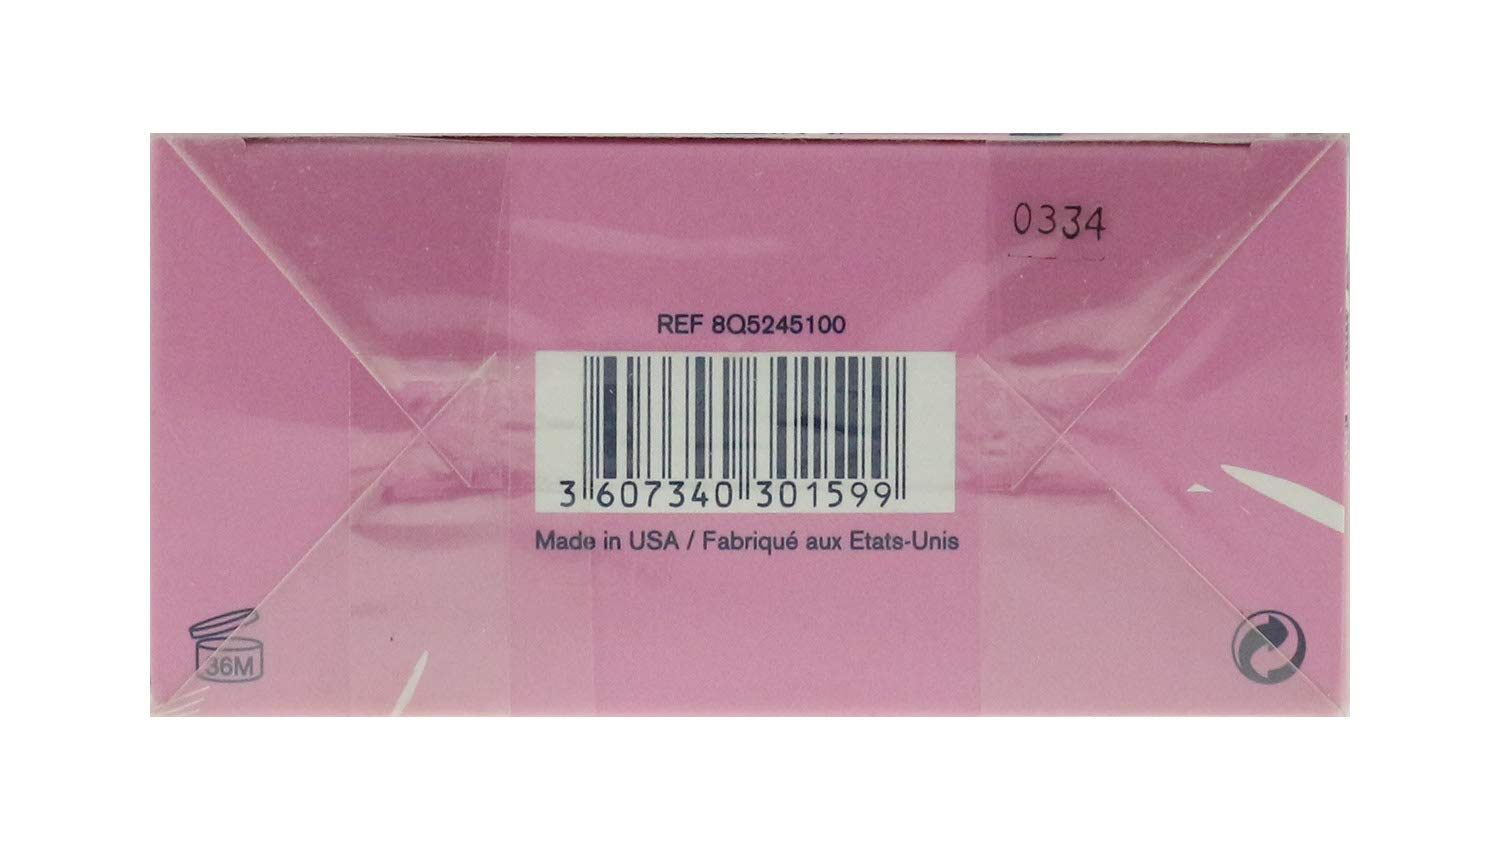 0334
REF 8Q5245100
3 607340 301599
Made in USA / Fabriqué aux Etats-Unis
36M